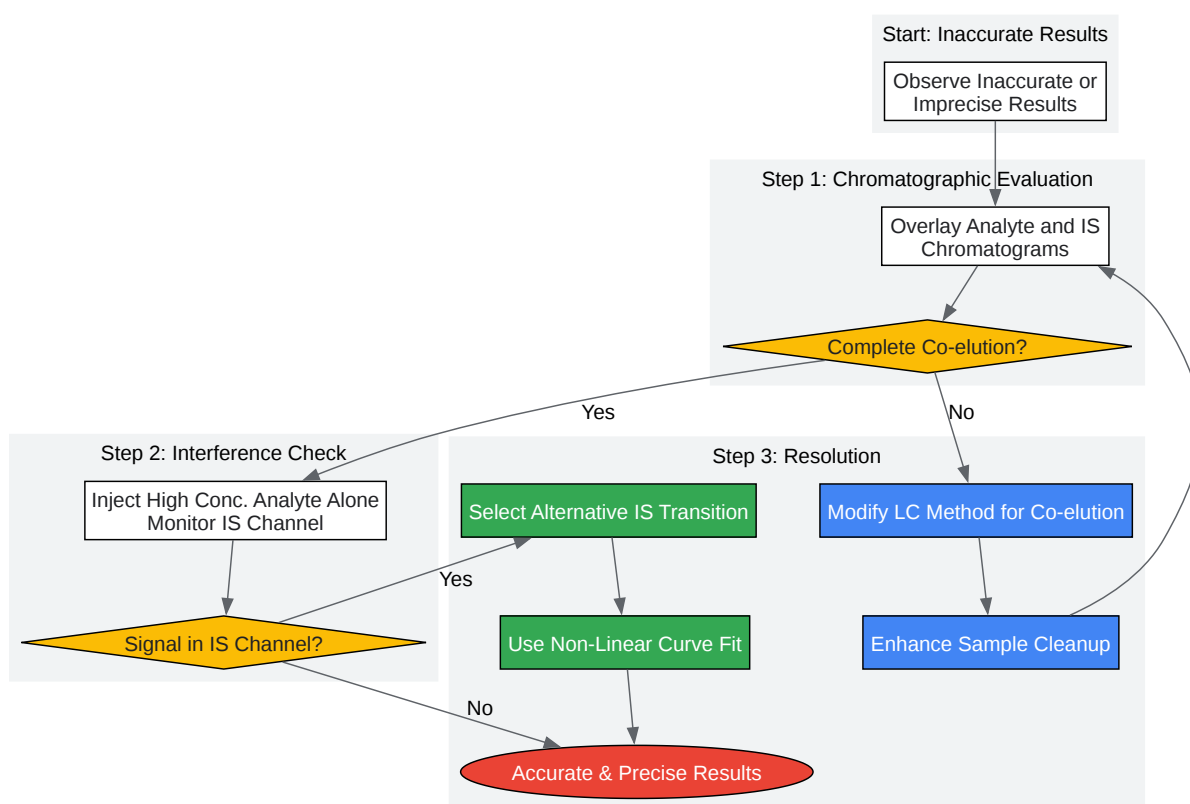 Start: Inaccurate Results
Observe Inaccurate or
Imprecise Results
Step 1: Chromatographic Evaluation
Overlay Analyte and IS
Chromatograms
Complete Co-elution?
Yes
No
Step 2: Interference Check
Inject High Conc. Analyte Alone
Monitor IS Channel
Signal in IS Channel?
Yes
No
Step 3: Resolution
Select Alternative IS Transition
Modify LC Method for Co-elution
Use Non-Linear Curve Fit
Enhance Sample Cleanup
Accurate & Precise Results